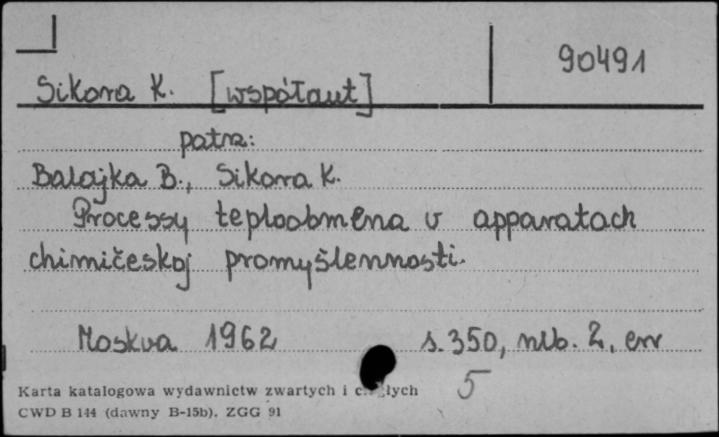 90491
Sikora K. [współaut]
patrz:
Balajka B., Sikora K.
Processy teploobmena v apparatach
chimičeskoj promyšlennosti.
Moskva 1962 s. 350, nlb. 2, err
5
Karta katalogowa wydawnictw zwartych i ciągłych
CWD B 144 (dawny B-15b). ZGG 91